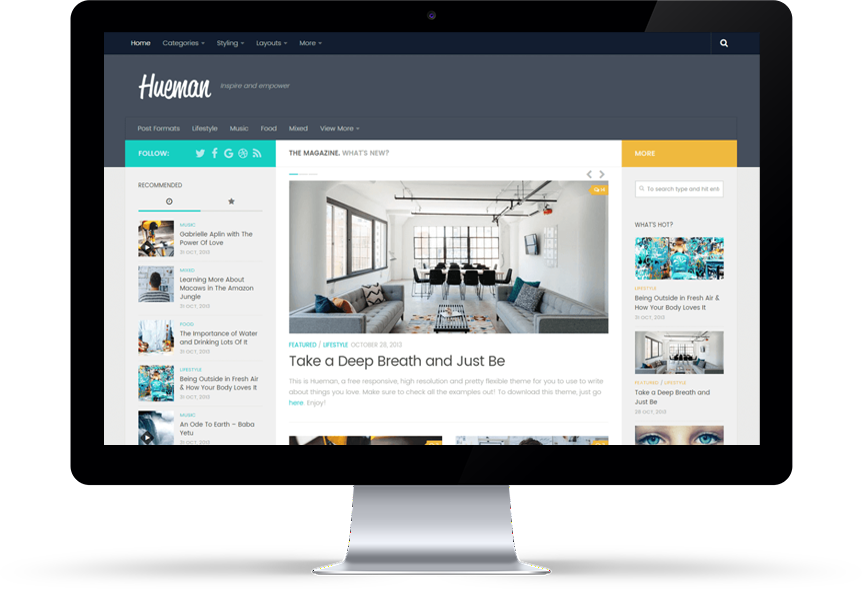 Home Categories Styling Layouts More
Hueman Inspire and empower
Post Formats Lifestyle Music Food Mixed View More
FOLLOW:
RECOMMENDED
MUSIC
Gabrielle Aplin with The
Power Of Love
31 OCT, 2013
MIXED
Learning More About
Macaws In The Amazon
Jungle
31 OCT, 2013
FOOD
The Importance of Water
and Drinking Lots Of It
31 OCT, 2013
LIFESTYLE
Being Outside in Fresh Air
& How Your Body Loves It
31 OCT, 2013
MUSIC
An Ode To Earth – Baba
Yetu
31 OCT, 2013
THE MAGAZINE. WHAT'S NEW?
FEATURED / LIFESTYLE OCTOBER 28, 2013
Take a Deep Breath and Just Be
This is Hueman, a free responsive, high resolution and pretty flexible theme for you to use to write
about things you love. Make sure to check all the examples out! To download this theme, just go
here. Enjoy!
MORE
To search type and hit ente
WHAT'S HOT?
LIFESTYLE
Being Outside in Fresh Air &
How Your Body Loves It
31 OCT, 2013
FEATURED / LIFESTYLE
Take a Deep Breath and
Just Be
28 OCT, 2013